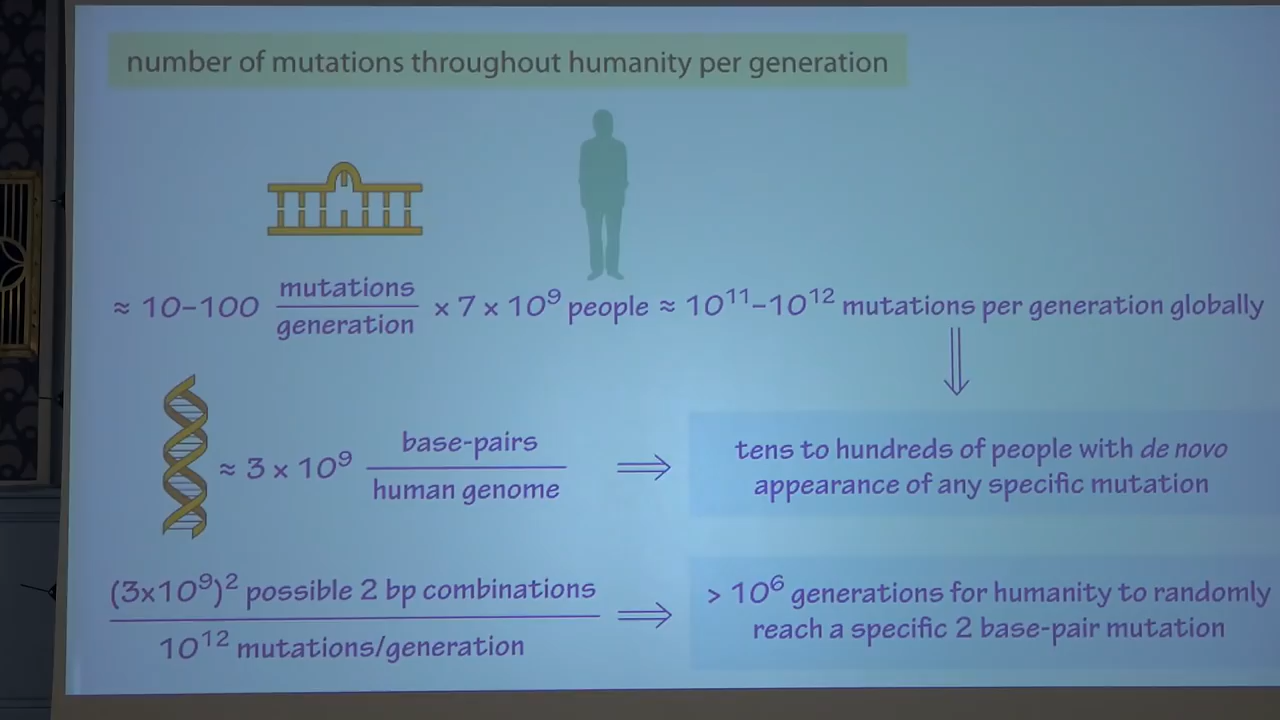 number of mutations throughout humanity per generation
≈ 10–100 mutations/generation × 7 × 10⁹ people ≈ 10¹¹–10¹² mutations per generation globally
≈ 3 × 10⁹ base-pairs/human genome
tens to hundreds of people with de novo
appearance of any specific mutation
(3x10⁹)² possible 2 bp combinations
10¹² mutations/generation
> 10⁶ generations for humanity to randomly
reach a specific 2 base-pair mutation